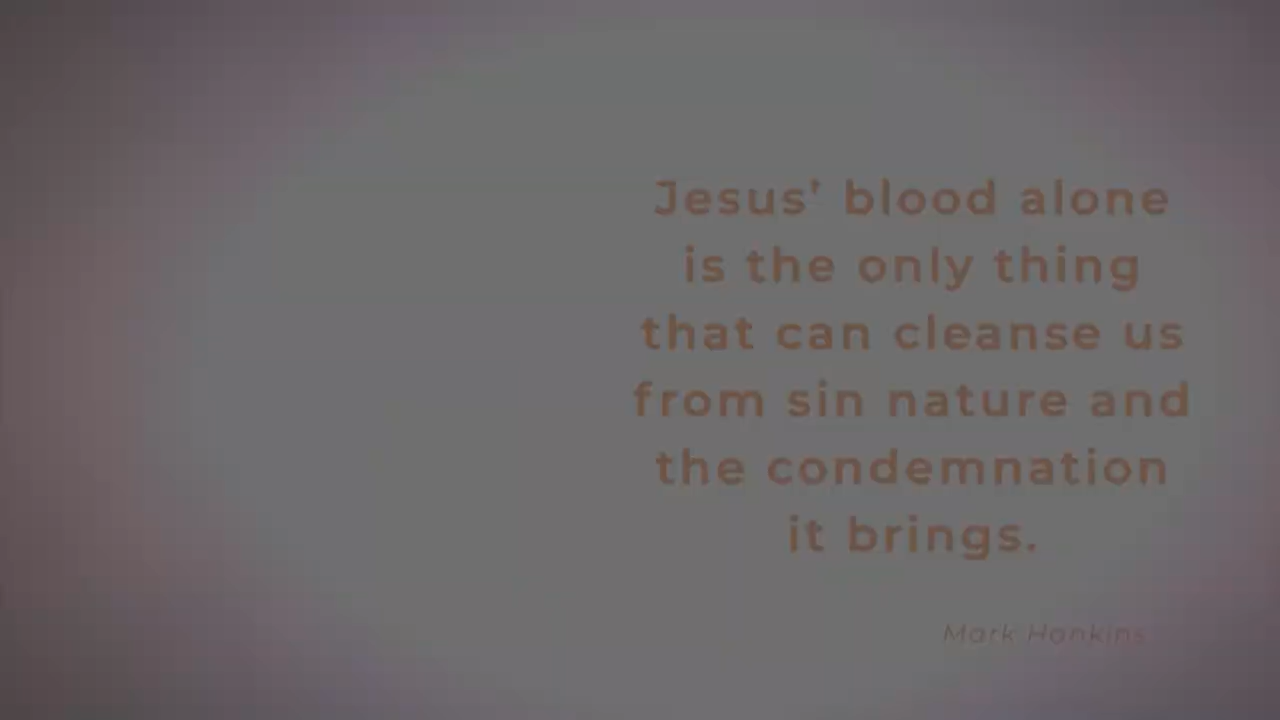 Jesus' blood alone
is the only thing
that can cleanse us
from sin nature and
the condemnation
it brings.
Mark Hankins